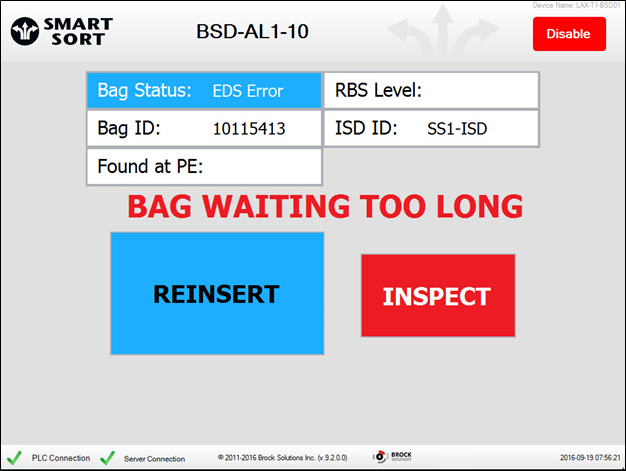 Device Name: LAX-T1-BSD01
SMART
SORT
BSD-AL1-10
Disable
Bag Status: EDS Error RBS Level:
Bag ID: 10115413 ISD ID: SS1-ISD
Found at PE:
BAG WAITING TOO LONG
REINSERT INSPECT
PLC Connection Server Connection © 2011-2016 Brock Solutions Inc. (v.9.2.0.0) BROCK
solutions 2016-09-19 07:56:21